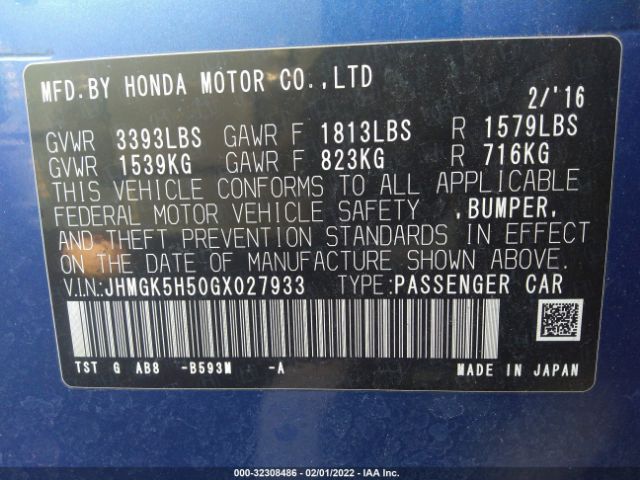 MFD.BY HONDA MOTOR CO.,LTD
2/'16
GVWR 3393LBS GAWR F 1813LBS R 1579LBS
GVWR 1539KG GAWR F 823KG R 716KG
THIS VEHICLE CONFORMS TO ALL APPLICABLE
FEDERAL MOTOR VEHICLE SAFETY ,BUMPER,
AND THEFT PREVENTION STANDARDS IN EFFECT
ON THE DATE OF MANUFACTURE SHOWN ABOVE.
V.I.N.:JHMGK5H50GX027933 TYPE:PASSENGER CAR
TST G AB8 -B593M -A MADE IN JAPAN
000-32308486 - 02/01/2022 - IAA Inc.